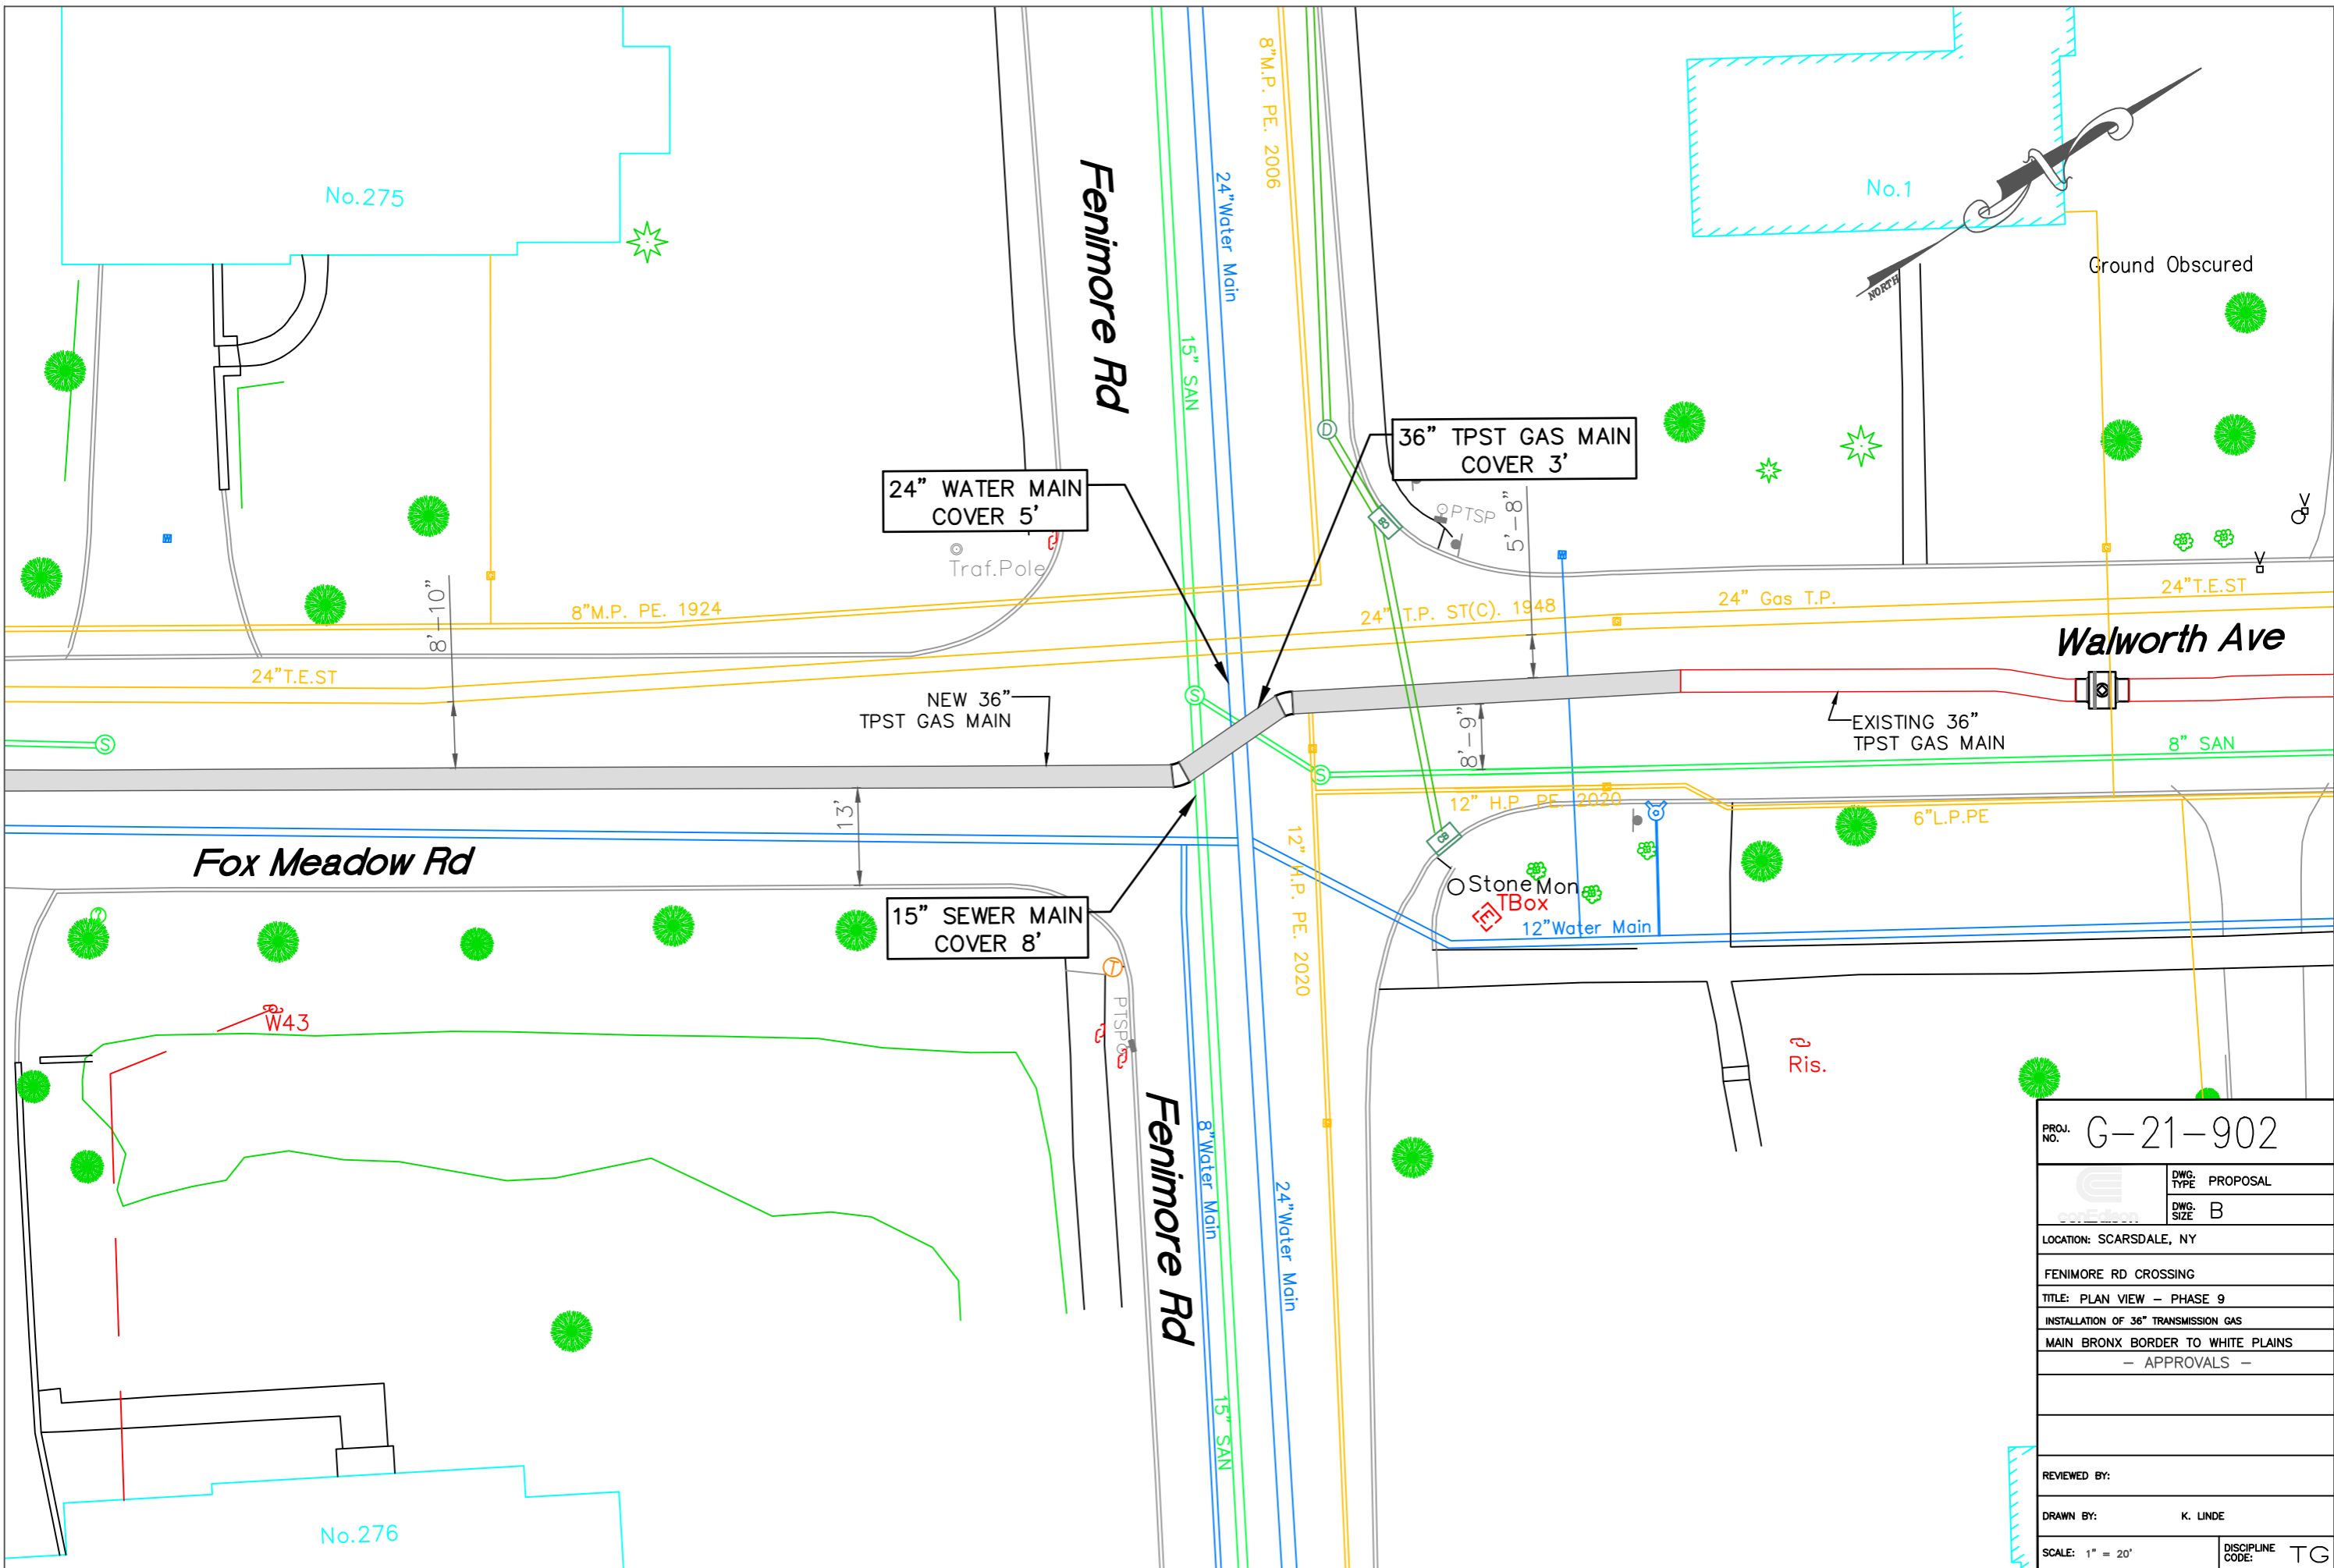 No.275
Fenimore Rd
8"M.P. PE. 2006
24"Water Main
15" SAN
No.1
NORTH
Ground Obscured
36" TPST GAS MAIN
COVER 3'
24" WATER MAIN
COVER 5'
Traf.Pole
PTSP
D
CB
5'-8"
V
V
8'-10"
8"M.P. PE. 1924
24" T.P. ST(C). 1948
24" Gas T.P.
24"T.E.ST
Walworth Ave
24"T.E.ST
NEW 36"
TPST GAS MAIN
S
S
S
8'-9"
EXISTING 36"
TPST GAS MAIN
8" SAN
13'
12" H.P. PE. 2020
6"L.P.PE
CB
Fox Meadow Rd
12" H.P. PE. 2020
Stone Mon
TBox
E
12"Water Main
15" SEWER MAIN
COVER 8'
T
PTSP
W43
Ris.
Fenimore Rd
8"Water Main
24"Water Main
15" SAN
No.276
PROJ. NO. G-21-902
conEdison
DWG. TYPE PROPOSAL
DWG. SIZE B
LOCATION: SCARSDALE, NY
FENIMORE RD CROSSING
TITLE: PLAN VIEW - PHASE 9
INSTALLATION OF 36" TRANSMISSION GAS
MAIN BRONX BORDER TO WHITE PLAINS
- APPROVALS -
REVIEWED BY:
DRAWN BY: K. LINDE
SCALE: 1" = 20'
DISCIPLINE CODE: TG